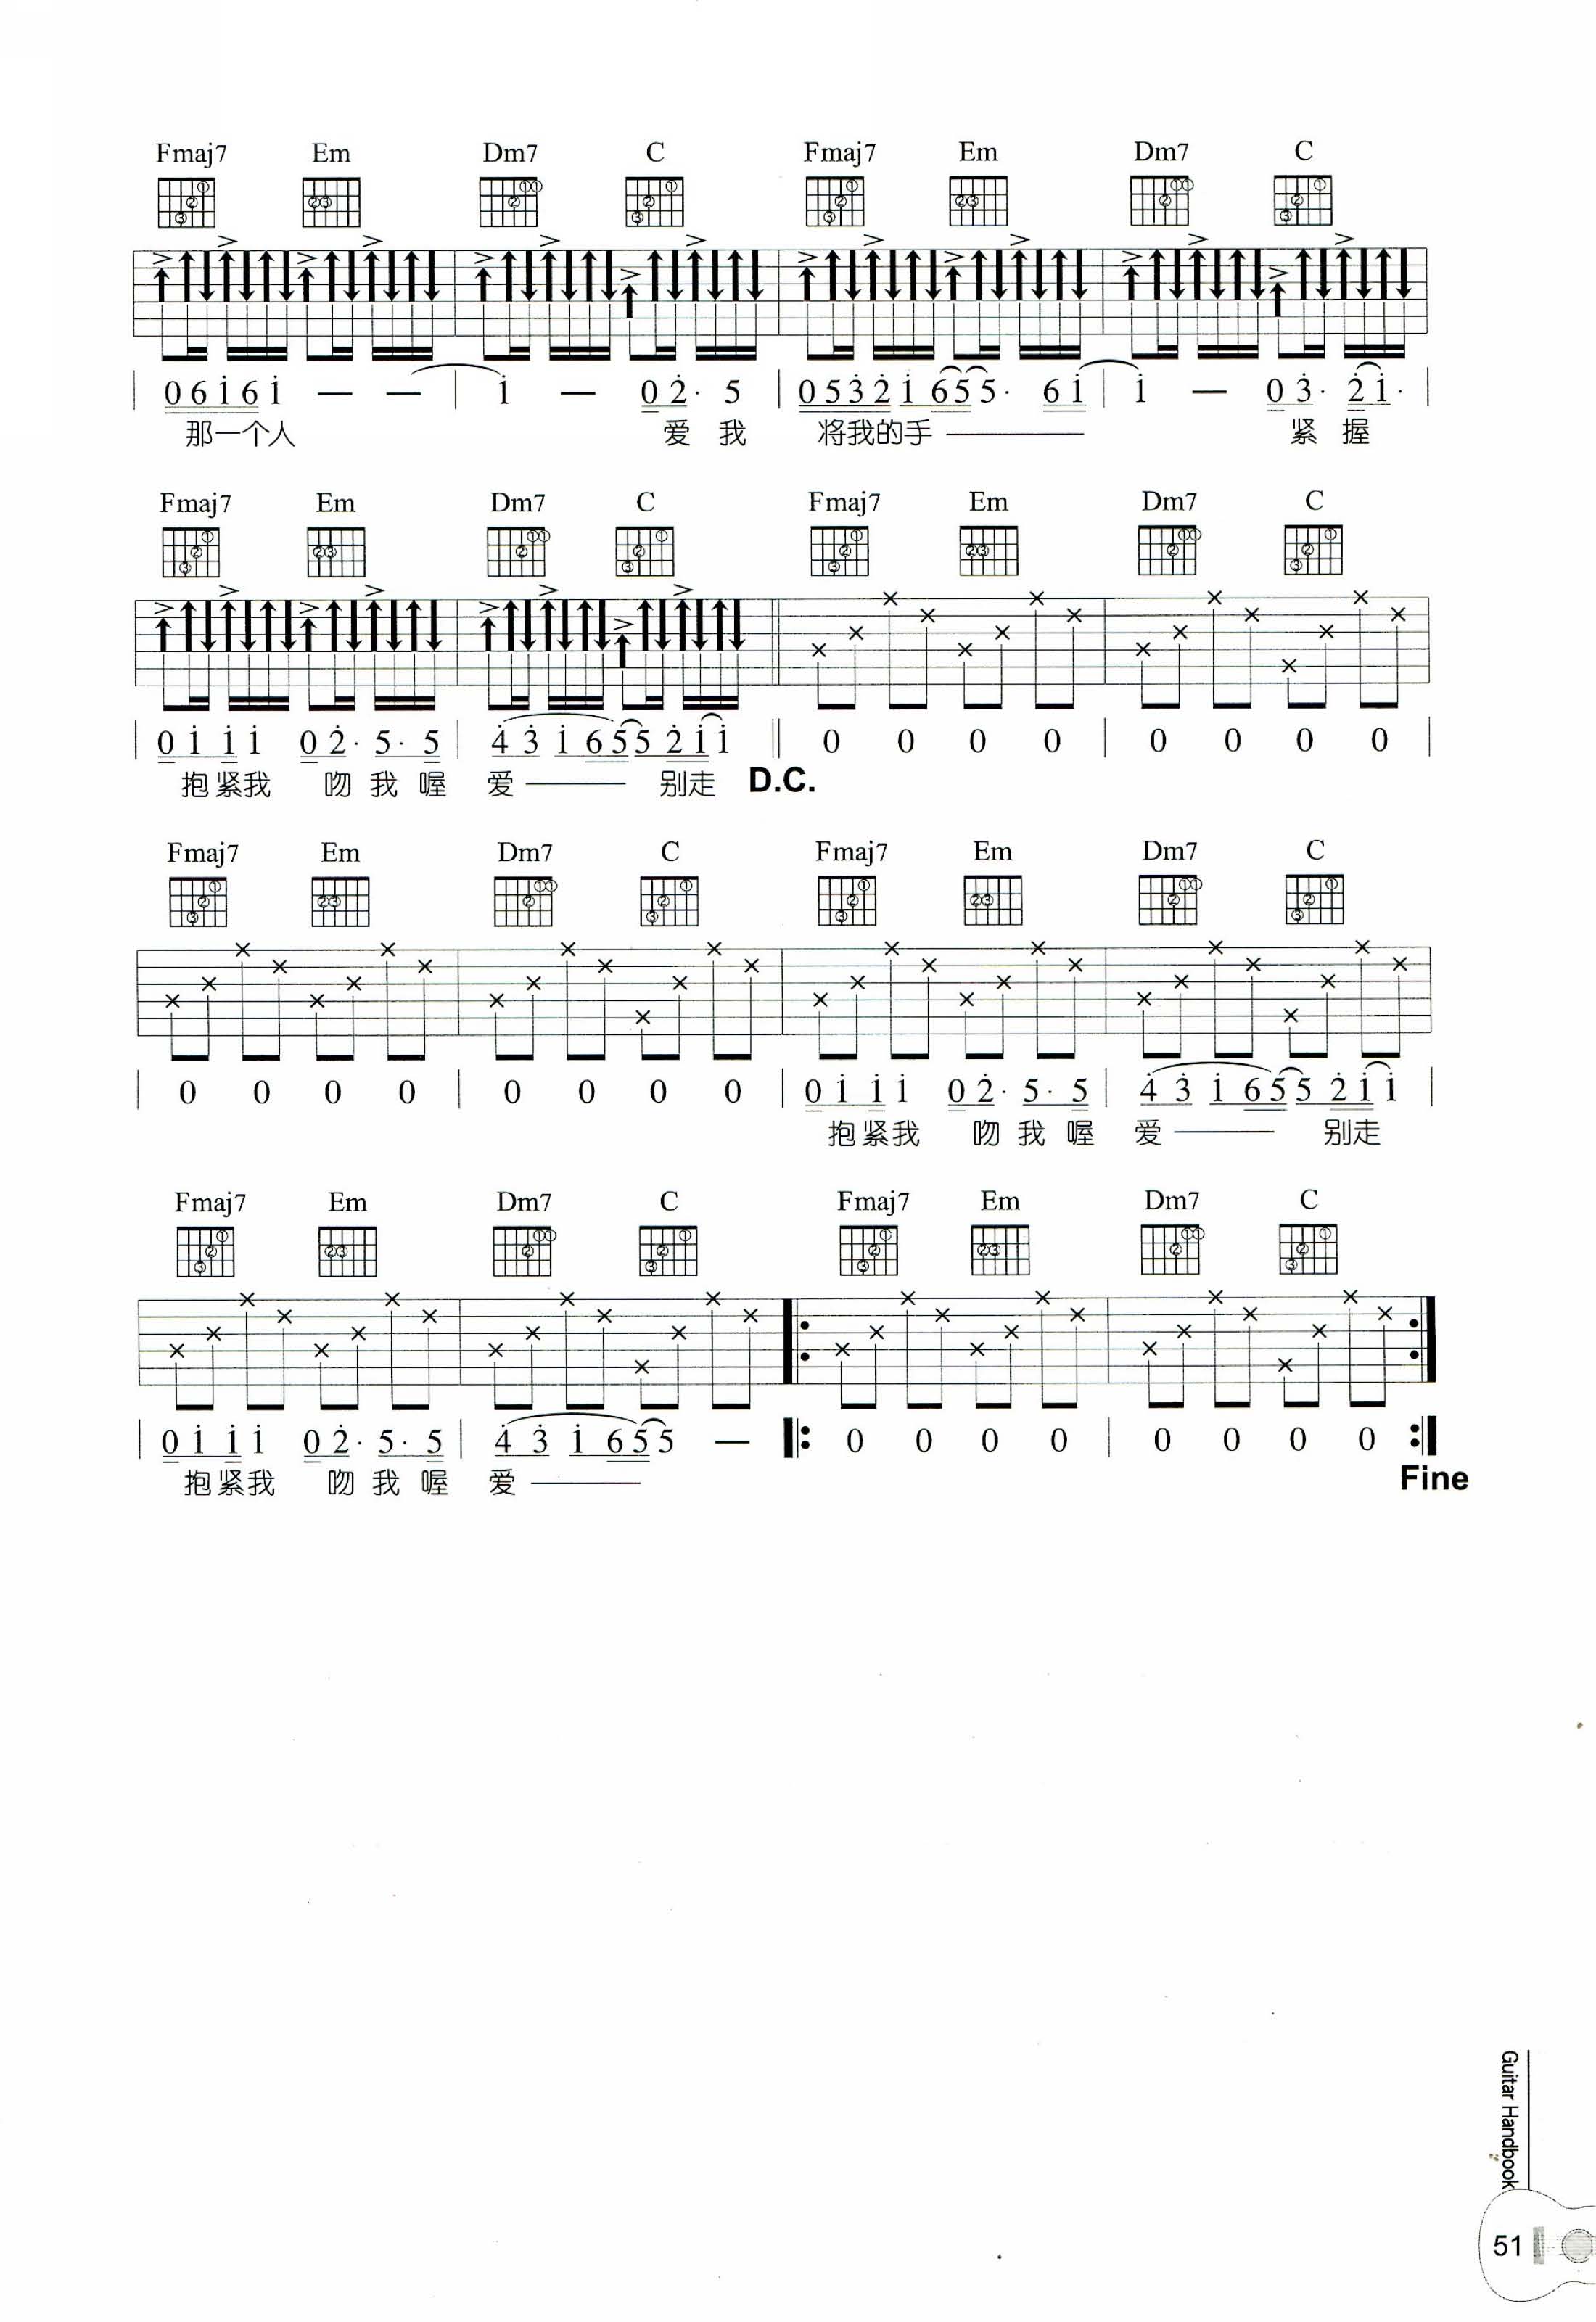 Fmaj7 Em Dm7 C Fmaj7 Em Dm7 C
| 0 6 i̇ 6 i̇ — — | i̇ — 0 2̇· 5 | 0 5 3̇ 2̇ i̇ 6 5 5· 6 i̇ | i̇ — 0 3̇· 2̇ i̇· |
那一个人 爱 我 将我的手 ——— 紧 握
Fmaj7 Em Dm7 C Fmaj7 Em Dm7 C
| 0 i̇ i̇ i̇ 0 2̇· 5· 5 | 4̇ 3̇ i̇ 6 5 5 2̇ i̇ i̇ || 0 0 0 0 | 0 0 0 0 |
抱紧我 吻 我 喔 爱 ——— 别走 D.C.
Fmaj7 Em Dm7 C Fmaj7 Em Dm7 C
| 0 0 0 0 | 0 0 0 0 | 0 i̇ i̇ i̇ 0 2̇· 5· 5 | 4̇ 3̇ i̇ 6 5 5 2̇ i̇ i̇ |
抱紧我 吻 我 喔 爱 ——— 别走
Fmaj7 Em Dm7 C Fmaj7 Em Dm7 C
| 0 i̇ i̇ i̇ 0 2̇· 5· 5 | 4̇ 3̇ i̇ 6 5 5 — |: 0 0 0 0 | 0 0 0 0 :|
抱紧我 吻 我 喔 爱 ———
Fine
Guitar Handbook
51